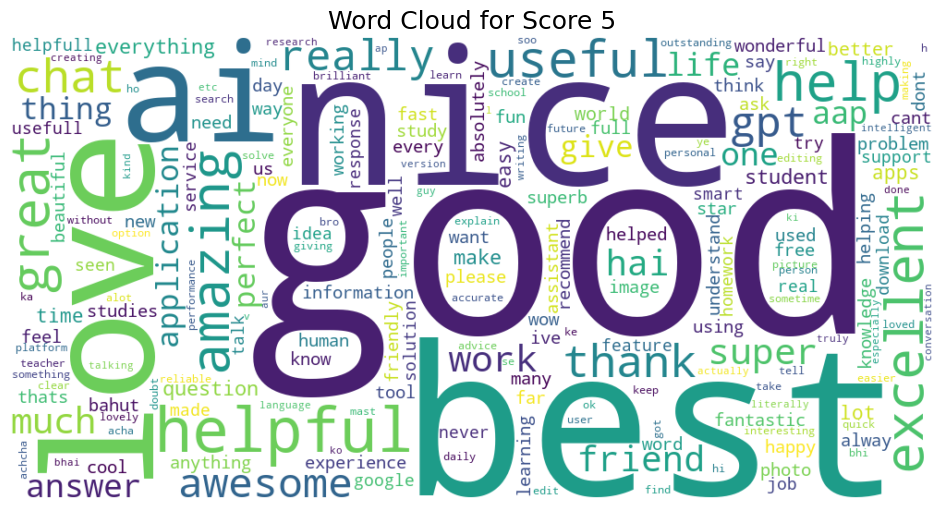 Word Cloud for Score 5
helpfull everything creating
research ap soo outstanding wonderful better h
chat ai nice really useful life say right highly
ho mind brilliant learn create think help making
thing day etc fast absolutely fun school world gpt ask aap dont
usefull need way search working study full give one cant
great service everyone response every easy future personal ye editing try problem intelligent
beautiful kind love amazing us solve version writing student support
without application now guy superb smart apps done
new perfect well star
option idea bro people good explain helped used ki helping
seen giving want hai free picture
important make image assistant recommend understand homework real person download
time alot talk aur please sometime knowledge especially loved conversation
studies performance information accurate using excellent
feel friendly solution wow ke truly
platform human ive feature
teacher know work thank super
something talking tool many advice se actually tell easier
thats clear doubt reliable question far keep take literally
much bahut made language ok fantastic lot quick
lovely helpful mast best user got word interesting
achcha acha never friend happy alway
bhai cool anything ko daily learning hi bhi
answer awesome google experience edit find photo job